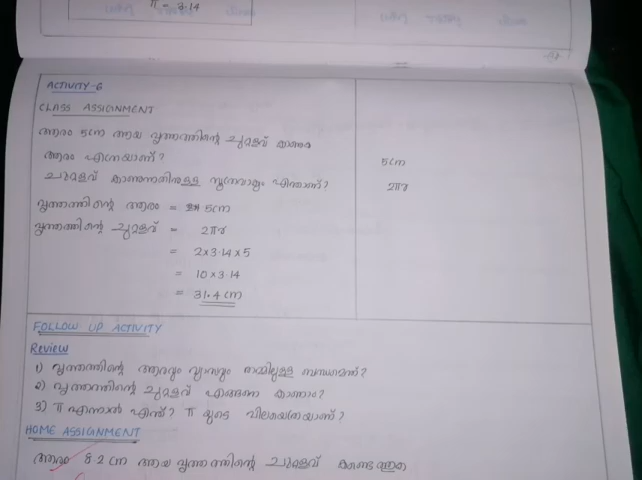 π = 3.14
ACTIVITY-6
CLASS ASSIGNMENT
ആരം 5cm ആയ വൃത്തത്തിന്റെ ചുറ്റളവ് കാണുക
ആരം എത്രയാണ്? 5cm
ചുറ്റളവ് കാണുന്നതിനുള്ള സൂത്രവാക്യം എന്താണ്? 2πr
വൃത്തത്തിന്റെ ആരം = 5cm
വൃത്തത്തിന്റെ ചുറ്റളവ് = 2πr
= 2×3.14×5
= 10×3.14
= 31.4cm
FOLLOW UP ACTIVITY
Review
1) വൃത്തത്തിന്റെ ആരവും വ്യാസവും തമ്മിലുള്ള ബന്ധമെന്ത്?
2) വൃത്തത്തിന്റെ ചുറ്റളവ് എങ്ങനെ കാണാം?
3) π എന്നാൽ എന്ത്? π യുടെ വിലയെത്രയാണ്?
HOME ASSIGNMENT
ആരം 8.2 cm ആയ വൃത്തത്തിന്റെ ചുറ്റളവ്